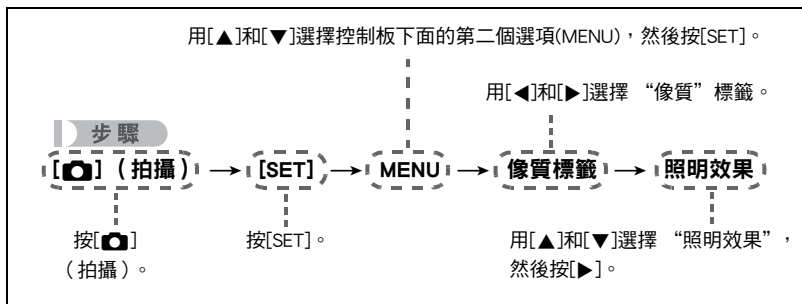 用[▲]和[▼]選擇控制板下面的第二個選項(MENU)，然後按[SET]。
用[◀]和[▶]選擇 “像質”標籤。
步驟
[📷]（拍攝） → [SET] → MENU → 像質標籤 → 照明效果
按[📷]
（拍攝）。
按[SET]。
用[▲]和[▼]選擇 “照明效果”，
然後按[▶]。